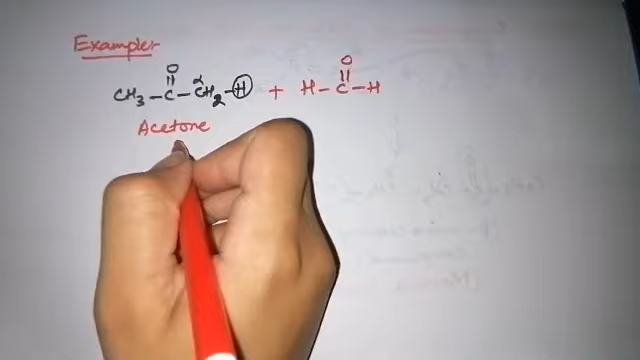 Example:
O O
CH3 - C - CH2 - H + H - C - H
α
Acetone